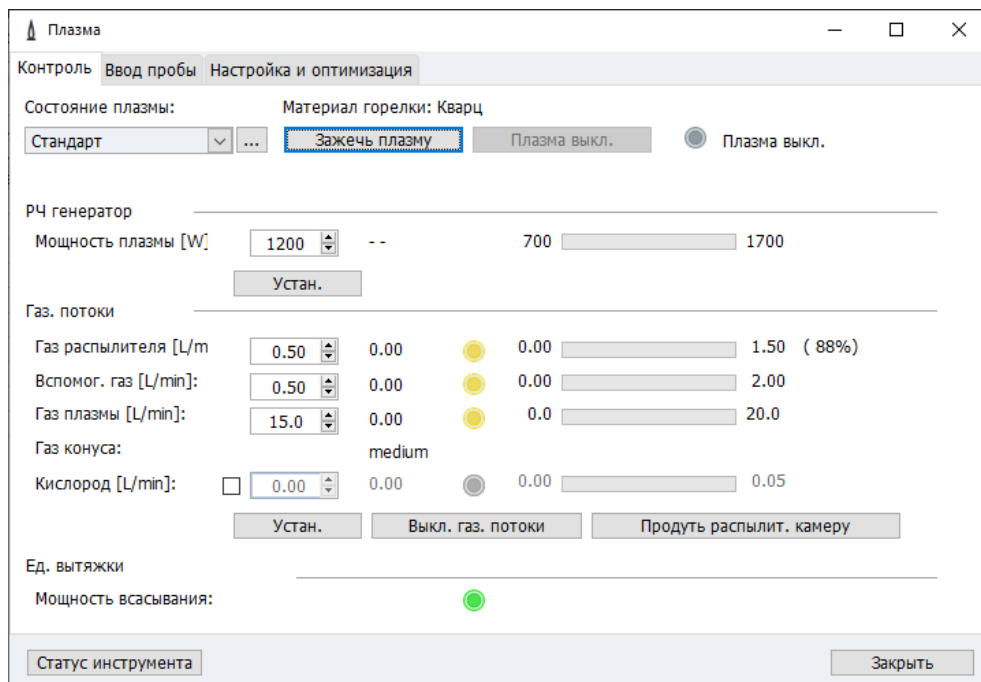 Плазма
Контроль Ввод пробы Настройка и оптимизация
Состояние плазмы: Материал горелки: Кварц
Стандарт ... Зажечь плазму Плазма выкл. Плазма выкл.
РЧ генератор
Мощность плазмы [W] 1200 - - 700 1700
Устан.
Газ. потоки
Газ распылителя [L/m 0.50 0.00 0.00 1.50 ( 88%)
Вспомог. газ [L/min]: 0.50 0.00 0.00 2.00
Газ плазмы [L/min]: 15.0 0.00 0.0 20.0
Газ конуса: medium
Кислород [L/min]: 0.00 0.00 0.00 0.05
Устан. Выкл. газ. потоки Продуть распылит. камеру
Ед. вытяжки
Мощность всасывания:
Статус инструмента Закрыть